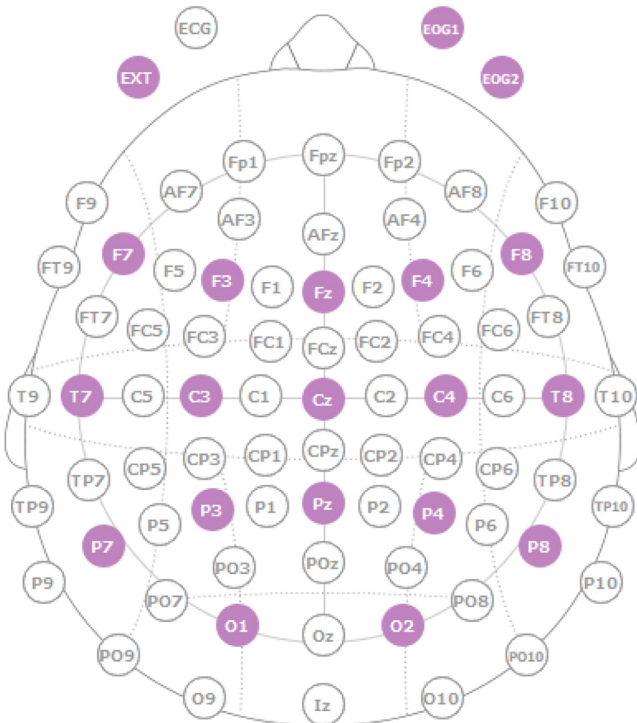 ECG EOG1
EXT EOG2
Fp1 Fpz Fp2
AF7 AF8
F9 F10
AF3 AFz AF4
F7 F8
FT9 F5 F3 F1 Fz F2 F4 F6 FT10
FT7 FT8
FC5 FC3 FC1 FCz FC2 FC4 FC6
T9 T7 C5 C3 C1 Cz C2 C4 C6 T8 T10
CP5 CP3 CP1 CPz CP2 CP4 CP6
TP7 TP8
TP9 P5 P3 P1 Pz P2 P4 P6 TP10
P7 P8
P9 PO3 POz PO4 P10
PO7 PO8
O1 Oz O2
PO9 PO10
O9 Iz O10